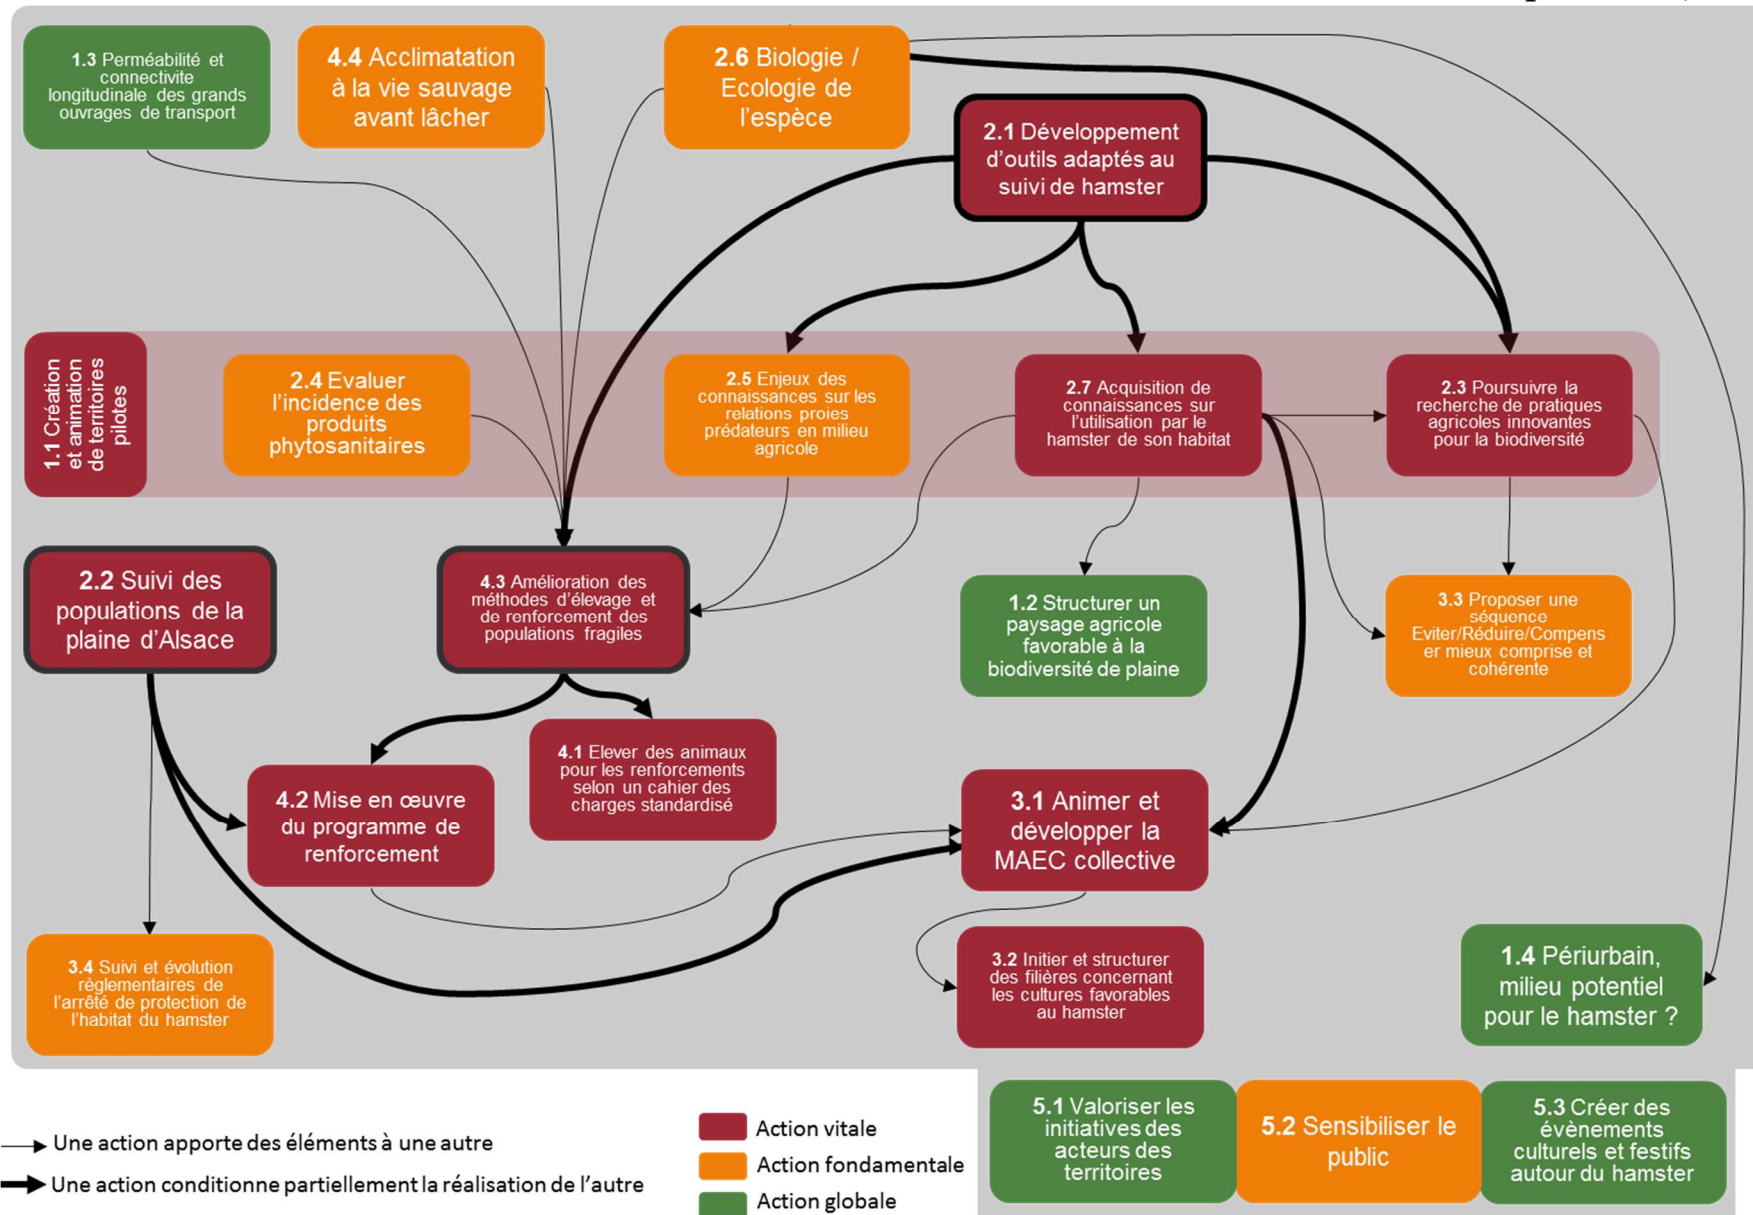 1.3 Perméabilité et
connectivite
longitudinale des grands
ouvrages de transport
4.4 Acclimatation
à la vie sauvage
avant lâcher
2.6 Biologie /
Ecologie de
l'espèce
2.1 Développement
d'outils adaptés au
suivi de hamster
1.1 Création
et animation
de territoires
pilotes
2.4 Evaluer
l'incidence des
produits
phytosanitaires
2.5 Enjeux des
connaissances sur les
relations proies
prédateurs en milieu
agricole
2.7 Acquisition de
connaissances sur
l'utilisation par le
hamster de son habitat
2.3 Poursuivre la
recherche de pratiques
agricoles innovantes
pour la biodiversité
2.2 Suivi des
populations de la
plaine d'Alsace
4.3 Amélioration des
méthodes d'élevage et
de renforcement des
populations fragiles
1.2 Structurer un
paysage agricole
favorable à la
biodiversité de plaine
3.3 Proposer une
séquence
Eviter/Réduire/Compens
er mieux comprise et
cohérente
4.2 Mise en œuvre
du programme de
renforcement
4.1 Elever des animaux
pour les renforcements
selon un cahier des
charges standardisé
3.1 Animer et
développer la
MAEC collective
3.4 Suivi et évolution
règlementaires de
l'arrêté de protection de
l'habitat du hamster
3.2 Initier et structurer
des filières concernant
les cultures favorables
au hamster
1.4 Périurbain,
milieu potentiel
pour le hamster ?
5.1 Valoriser les
initiatives des
acteurs des
territoires
5.2 Sensibiliser le
public
5.3 Créer des
évènements
culturels et festifs
autour du hamster
Une action apporte des éléments à une autre
Une action conditionne partiellement la réalisation de l'autre
Action vitale
Action fondamentale
Action globale